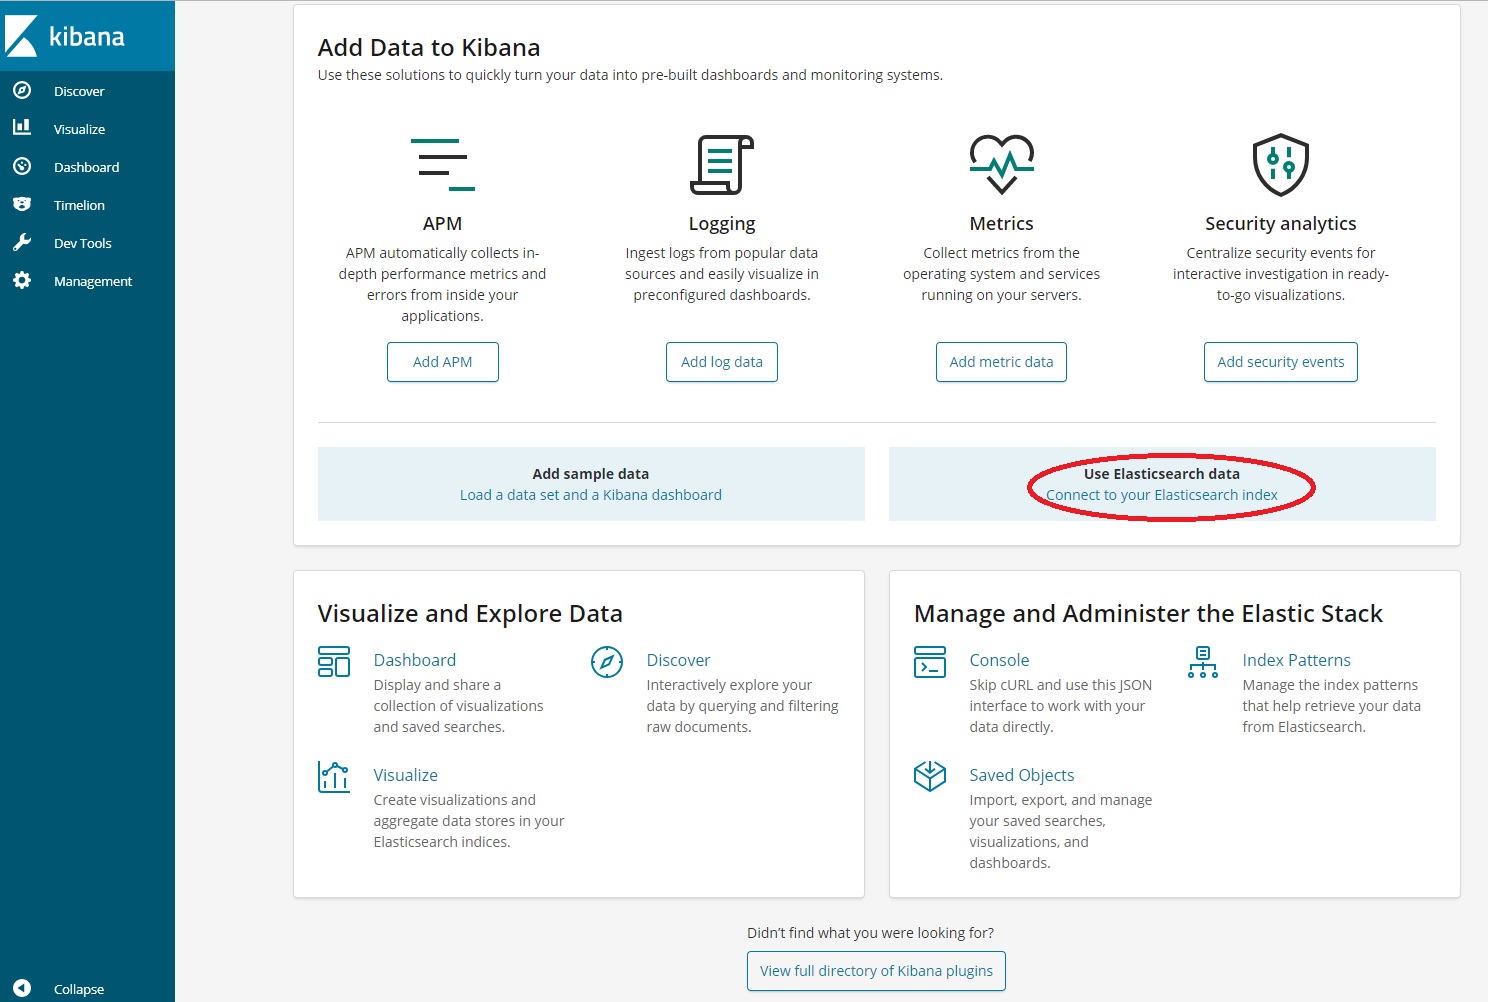 kibana
Discover
Visualize
Dashboard
Timelion
Dev Tools
Management
Collapse
Add Data to Kibana
Use these solutions to quickly turn your data into pre-built dashboards and monitoring systems.
APM
APM automatically collects in-
depth performance metrics and
errors from inside your
applications.
Add APM
Logging
Ingest logs from popular data
sources and easily visualize in
preconfigured dashboards.
Add log data
Metrics
Collect metrics from the
operating system and services
running on your servers.
Add metric data
Security analytics
Centralize security events for
interactive investigation in ready-
to-go visualizations.
Add security events
Add sample data
Load a data set and a Kibana dashboard
Use Elasticsearch data
Connect to your Elasticsearch index
Visualize and Explore Data
Dashboard
Display and share a
collection of visualizations
and saved searches.
Discover
Interactively explore your
data by querying and filtering
raw documents.
Visualize
Create visualizations and
aggregate data stores in your
Elasticsearch indices.
Manage and Administer the Elastic Stack
Console
Skip cURL and use this JSON
interface to work with your
data directly.
Index Patterns
Manage the index patterns
that help retrieve your data
from Elasticsearch.
Saved Objects
Import, export, and manage
your saved searches,
visualizations, and
dashboards.
Didn't find what you were looking for?
View full directory of Kibana plugins